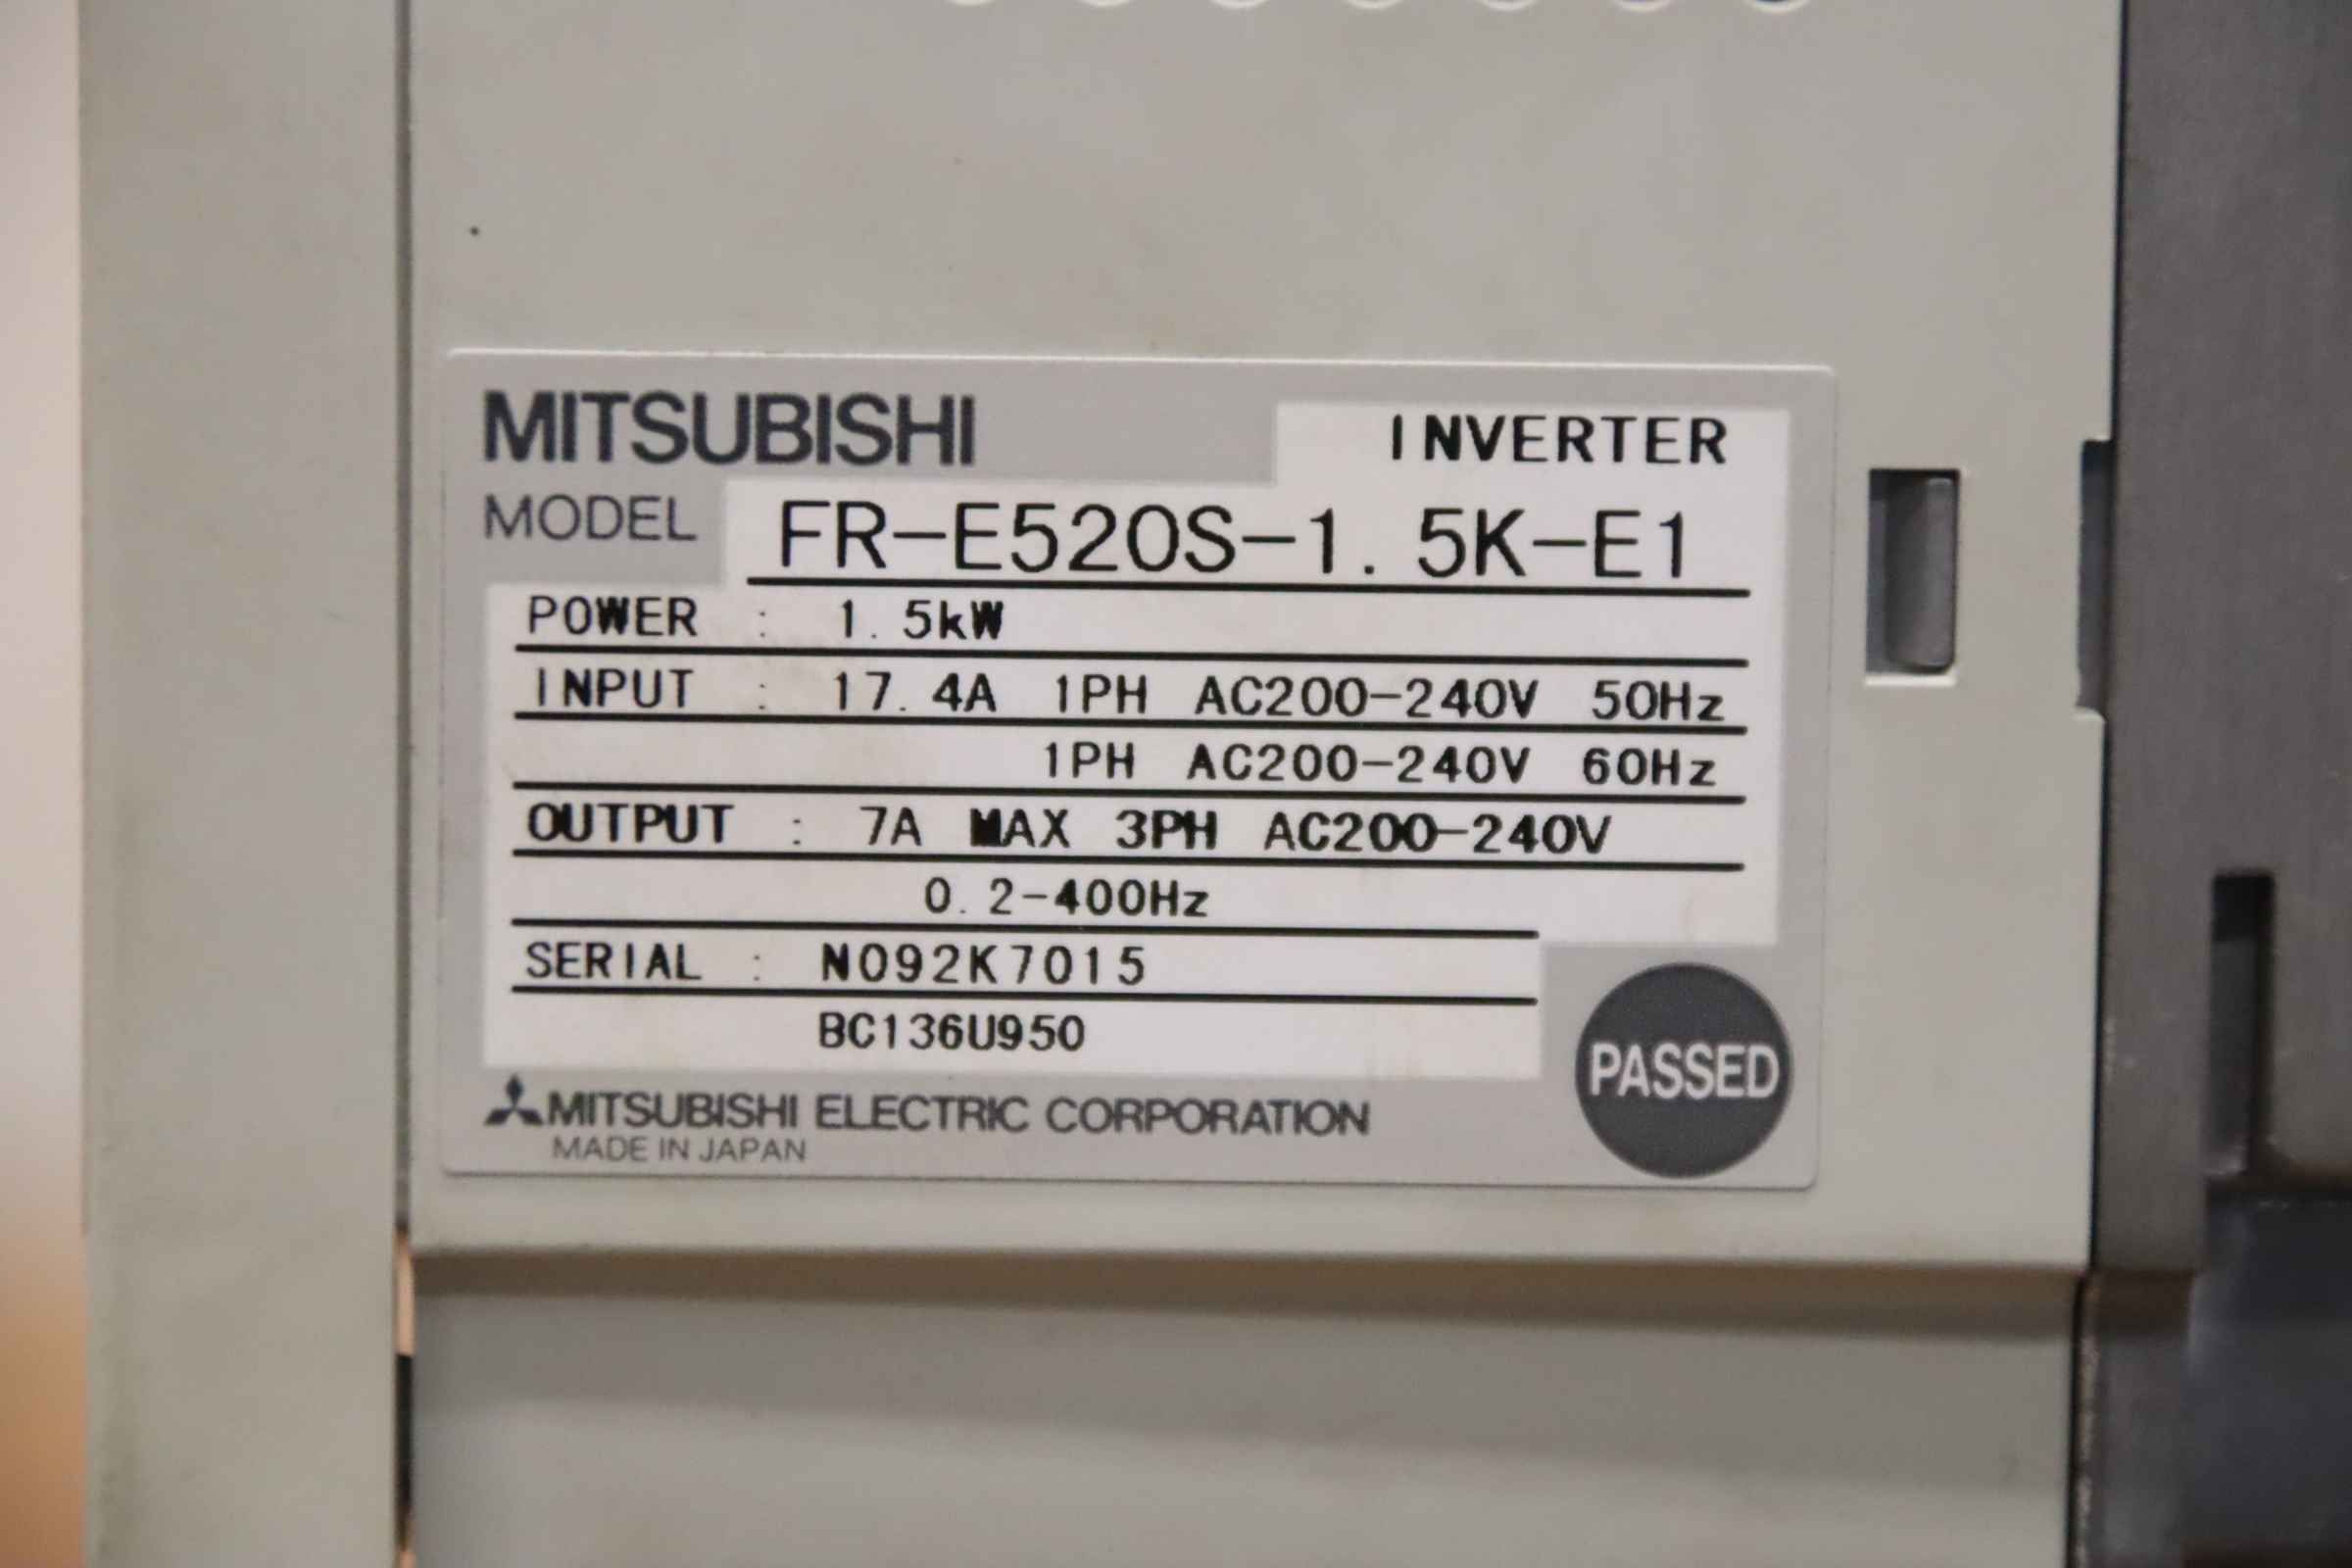 MITSUBISHI INVERTER
MODEL FR-E520S-1.5K-E1
POWER : 1.5kW
INPUT : 17.4A 1PH AC200-240V 50Hz
1PH AC200-240V 60Hz
OUTPUT : 7A MAX 3PH AC200-240V
0.2-400Hz
SERIAL : N092K7015
BC136U950
PASSED
MITSUBISHI ELECTRIC CORPORATION
MADE IN JAPAN